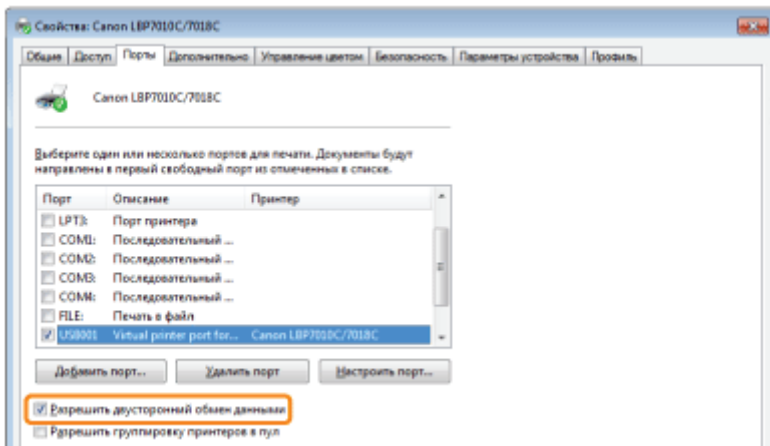 Свойства: Canon LBP7010C/7018C
Общие Доступ Порты Дополнительно Управление цветом Безопасность Параметры устройства Профиль
Canon LBP7010C/7018C
Выберите один или несколько портов для печати. Документы будут
направлены в первый свободный порт из отмеченных в списке.
Порт Описание Принтер
LPT3: Порт принтера
COM1: Последовательный ...
COM2: Последовательный ...
COM3: Последовательный ...
COM4: Последовательный ...
FILE: Печать в файл
USB001 Virtual printer port for... Canon LBP7010C/7018C
Добавить порт... Удалить порт Настроить порт...
Разрешить двусторонний обмен данными
Разрешить группировку принтеров в пул